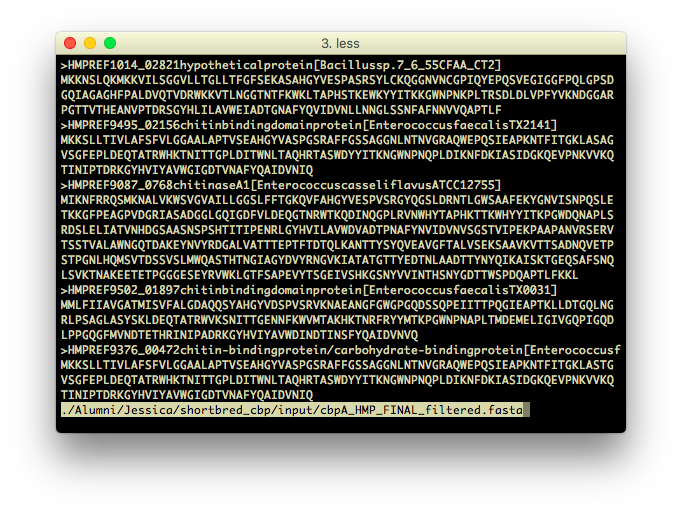 3. less
>HMPREF1014_02821hypotheticalprotein[Bacillussp.7_6_55CFAA_CT2]
MKKNSLQKMKKVILSGGVLLTGLLTFGFSEKASAHGYVESPASRSYLCKQGGNVNCGPIQYEPQSVEGIGGFPQLGPSD
GQIAGAGHFPALDVQTVDRWKKVTLNGGTNTFKWKLTAPHSTKEWKYYITKKGWNPNKPLTRSDLDLVPFYVKNDGGAR
PGTTVTHEANVPTDRSGYHLILAVWEIADTGNAFYQVIDVNLLNNGLSSNFAFNNVVQAPTLF
>HMPREF9495_02156chitinbindingdomainprotein[EnterococcusfaecalisTX2141]
MKKSLLTIVLAFSFVLGGAALAPTVSEAHGYVASPGSRAFFGSSAGGNLNTNVGRAQWEPQSIEAPKNTFITGKLASAG
VSGFEPLDEQTATRWHKTNITTGPLDITWNLTAQHRTASWDYYITKNGWNPNQPLDIKNFDKIASIDGKQEVPNKVVKQ
TINIPTDRKGYHVIYAVWGIGDTVNAFYQAIDVNIQ
>HMPREF9087_0768chitinaseA1[EnterococcuscasseliflavusATCC12755]
MIKNFRRQSMKNALVKWSVGVAILLGGSLFFTGKQVFAHGYVESPVSRGYQGSLDRNTLGWSAAFEKYGNVISNPQSLE
TKKGFPEAGPVDGRIASADGGLGQIGDFVLDEQGTNRWTKQDINQGPLRVNWHYTAPHKTTKWHYYITKPGWDQNAPLS
RDSLELIATVNHDGSAASNSPSHTITIPENRLGYHVILAVWDVADTPNAFYNVIDVNVSGSTVIPEKPAAPANVRSERV
TSSTVALAWNGQTDAKEYNVYRDGALVATTTEPTFTDTQLKANTTYSYQVEAVGFTALVSEKSAAVKVTTSADNQVETP
STPGNLHQMSVTDSSVSLMWQASTHTNGIAGYDVYRNGVKIATATGTTYEDTNLAADTTYNYQIKAISKTGEQSAFSNQ
LSVKTNAKEETETPGGGESEYRVWKLGTFSAPEVYTSGEIVSHKGSNYVVINTHSNYGDTTWSPDQAPTLFKKL
>HMPREF9502_01897chitinbindingdomainprotein[EnterococcusfaecalisTX0031]
MMLFIIAVGATMISVFALGDAQQSYAHGYVDSPVSRVKNAEANGFGWGPGQDSSQPEIITTPQGIEAPTKLLDTGQLNG
RLPSAGLASYSKLDEQTATRWVKSNITTGENNFKWVMTAKHKTNRFRYYMTKPGWNPNAPLTMDEMELIGIVGQPIGQD
LPPGQGFMVNDTETHRINIPADRKGYHVIYAVWDINDTINSFYQAIDVNVQ
>HMPREF9376_00472chitin-bindingprotein/carbohydrate-bindingprotein[Enterococcusf
MKKSLLTIVLAFSFVLGGAALAPTVSEAHGYVASPGSRAFFGSSAGGNLNTNVGRAQWEPQSIEAPKNTFITGKLASTG
VSGFEPLDEQTATRWHKTNITTGPLDITWNLTAQHRTASWDYYITKNGWNPNQPLDIKNFDKIASIDGKQEVPNKVVKQ
TINIPTDRKGYHVIYAVWGIGDTVNAFYQAIDVNIQ
./Alumni/Jessica/shortbred_cbp/input/cbpA_HMP_FINAL_filtered.fasta